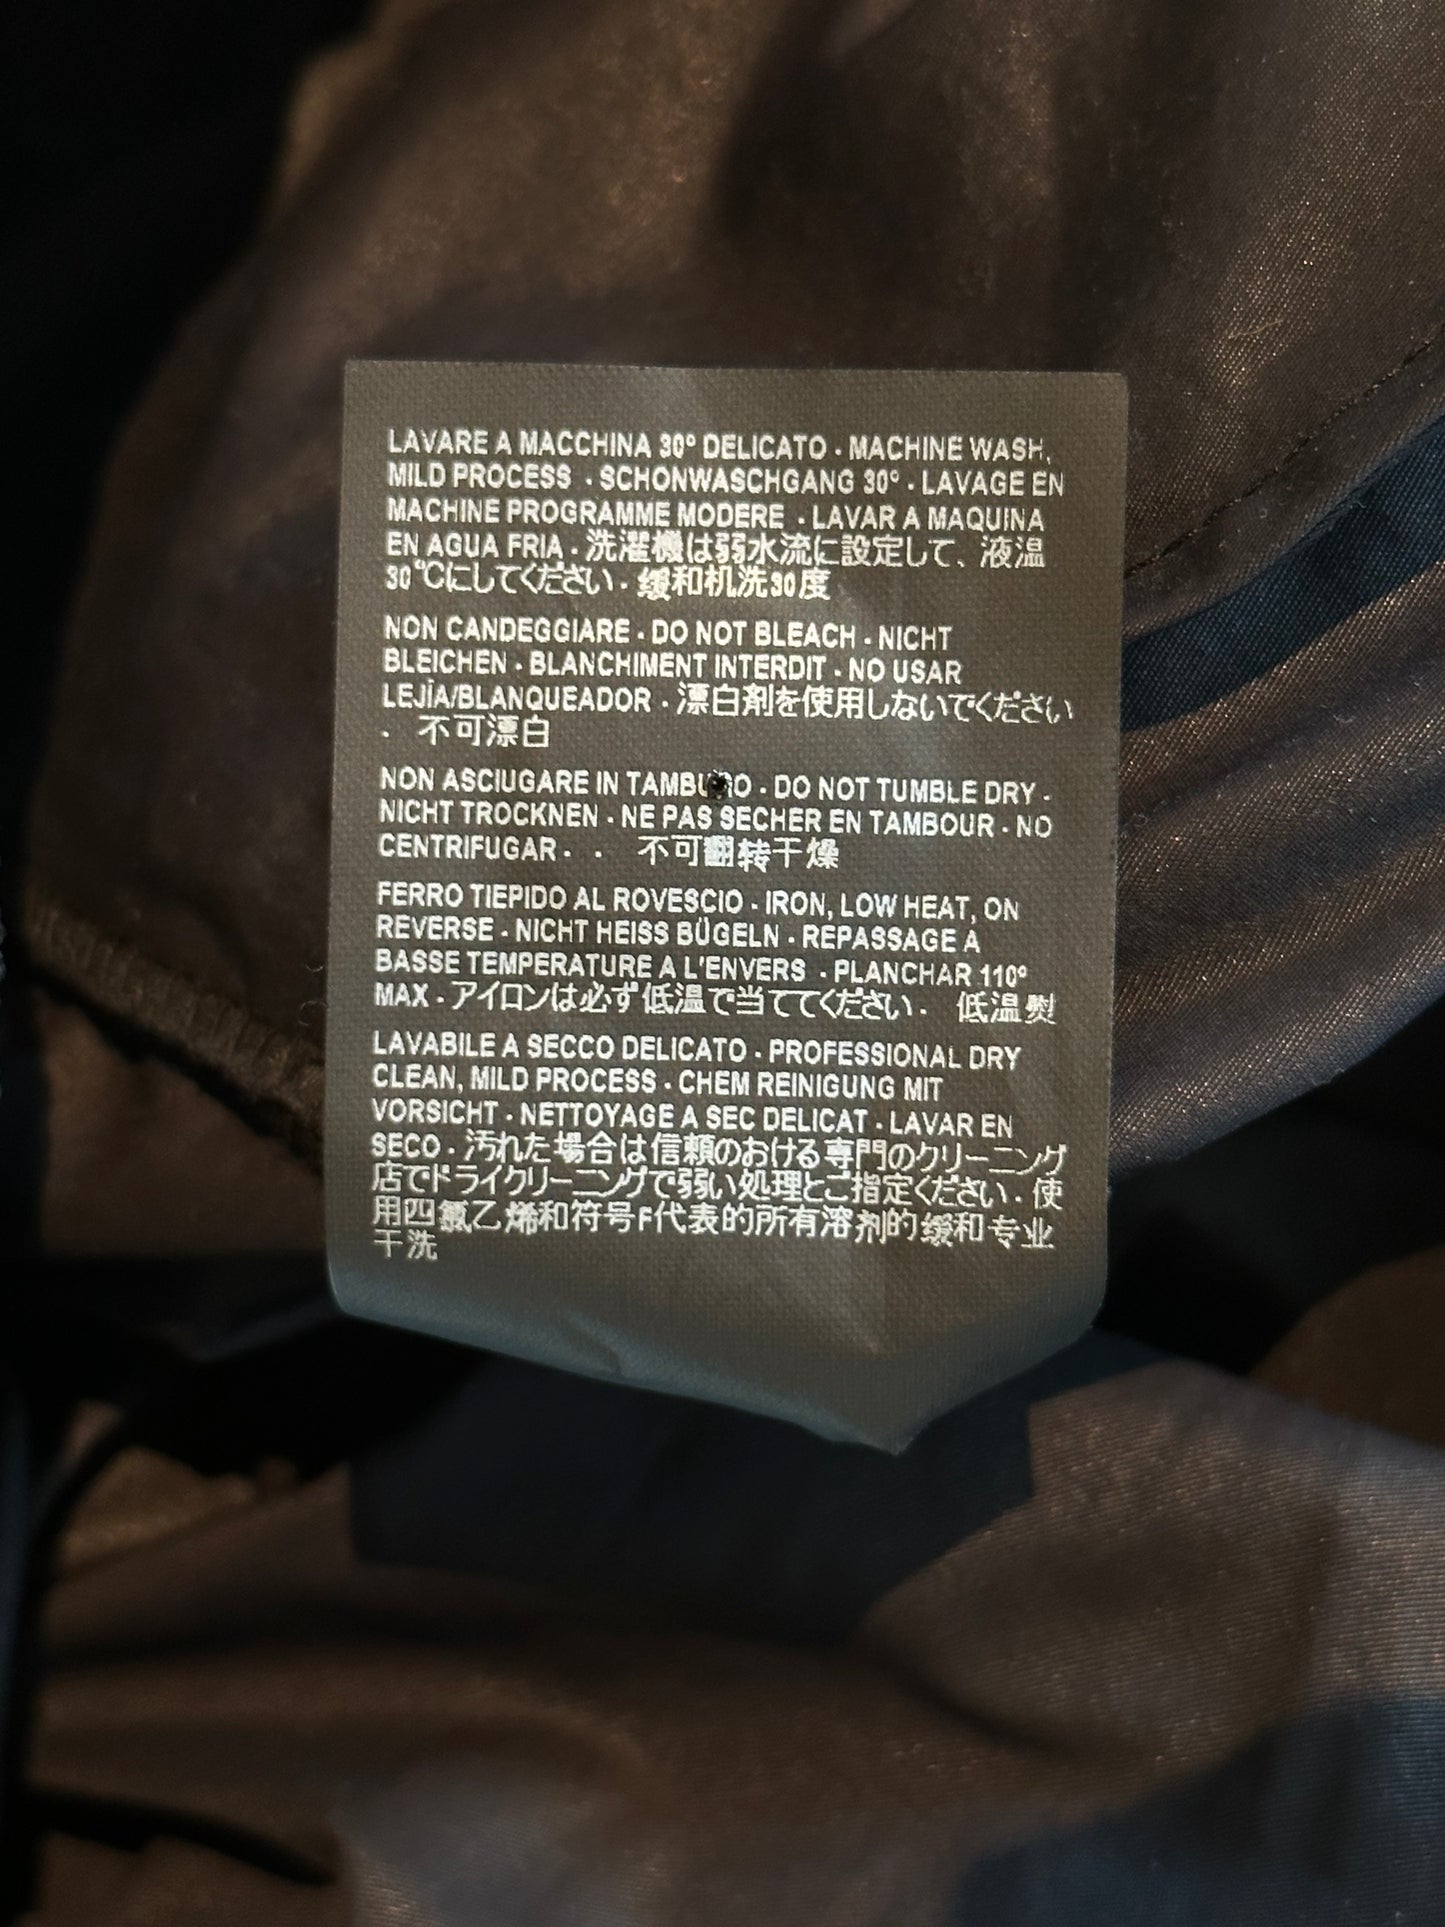 LAVARE A MACCHINA 30° DELICATO · MACHINE WASH,
MILD PROCESS · SCHONWASCHGANG 30° · LAVAGE EN
MACHINE PROGRAMME MODERE · LAVAR A MAQUINA
EN AGUA FRIA · 洗濯機は弱水流に設定して、液温
30℃にしてください · 缓和机洗30度
NON CANDEGGIARE · DO NOT BLEACH · NICHT
BLEICHEN · BLANCHIMENT INTERDIT · NO USAR
LEJÌA/BLANQUEADOR · 漂白剤を使用しないでください
· 不可漂白
NON ASCIUGARE IN TAMBURO · DO NOT TUMBLE DRY ·
NICHT TROCKNEN · NE PAS SECHER EN TAMBOUR · NO
CENTRIFUGAR · · 不可翻转干燥
FERRO TIEPIDO AL ROVESCIO · IRON, LOW HEAT, ON
REVERSE · NICHT HEISS BÜGELN · REPASSAGE A
BASSE TEMPERATURE A L'ENVERS · PLANCHAR 110°
MAX · アイロンは必ず低温で当ててください · 低温熨
LAVABILE A SECCO DELICATO · PROFESSIONAL DRY
CLEAN, MILD PROCESS · CHEM REINIGUNG MIT
VORSICHT · NETTOYAGE A SEC DELICAT · LAVAR EN
SECO · 汚れた場合は信頼のおける専門のクリーニング
店でドライクリーニングで弱い処理とご指定ください · 使
用四氯乙烯和符号F代表的所有溶剂的缓和专业
干洗